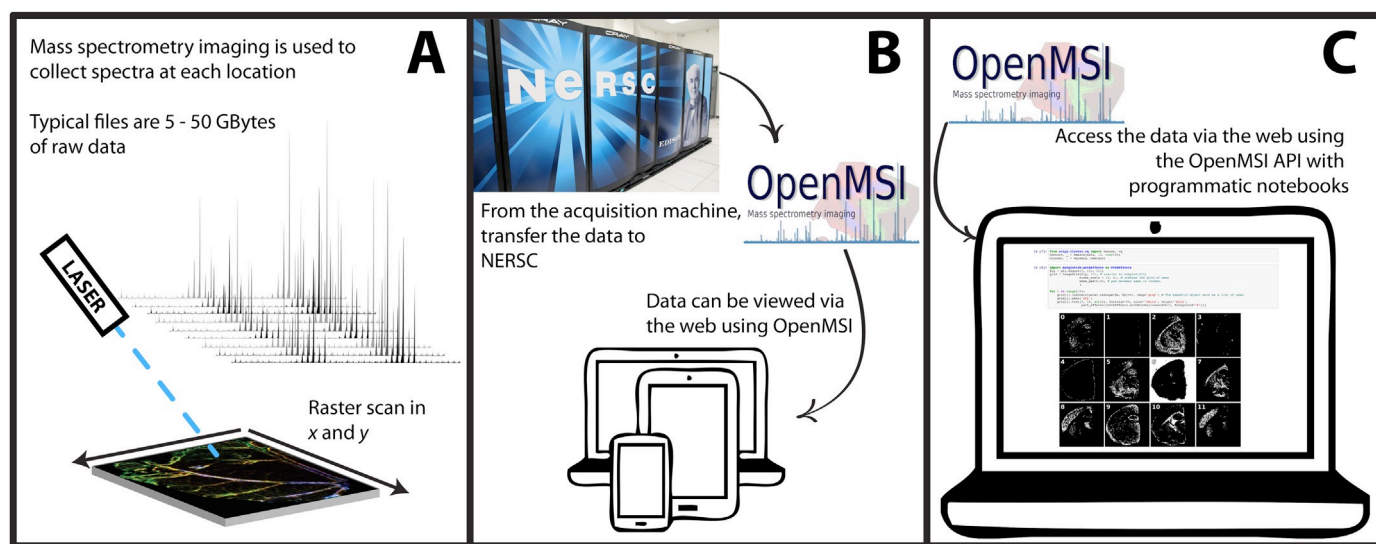 A
Mass spectrometry imaging is used to
collect spectra at each location
Typical files are 5 - 50 GBytes
of raw data
LASER
Raster scan in
x and y
B
CRAY
CRAY
NeRSC
EDISON
OpenMSI
Mass spectrometry imaging
From the acquisition machine,
transfer the data to
NERSC
Data can be viewed via
the web using OpenMSI
C
OpenMSI
Mass spectrometry imaging
Access the data via the web using
the OpenMSI API with
programmatic notebooks
0 1 2 3
4 5 7
8 9 10 11